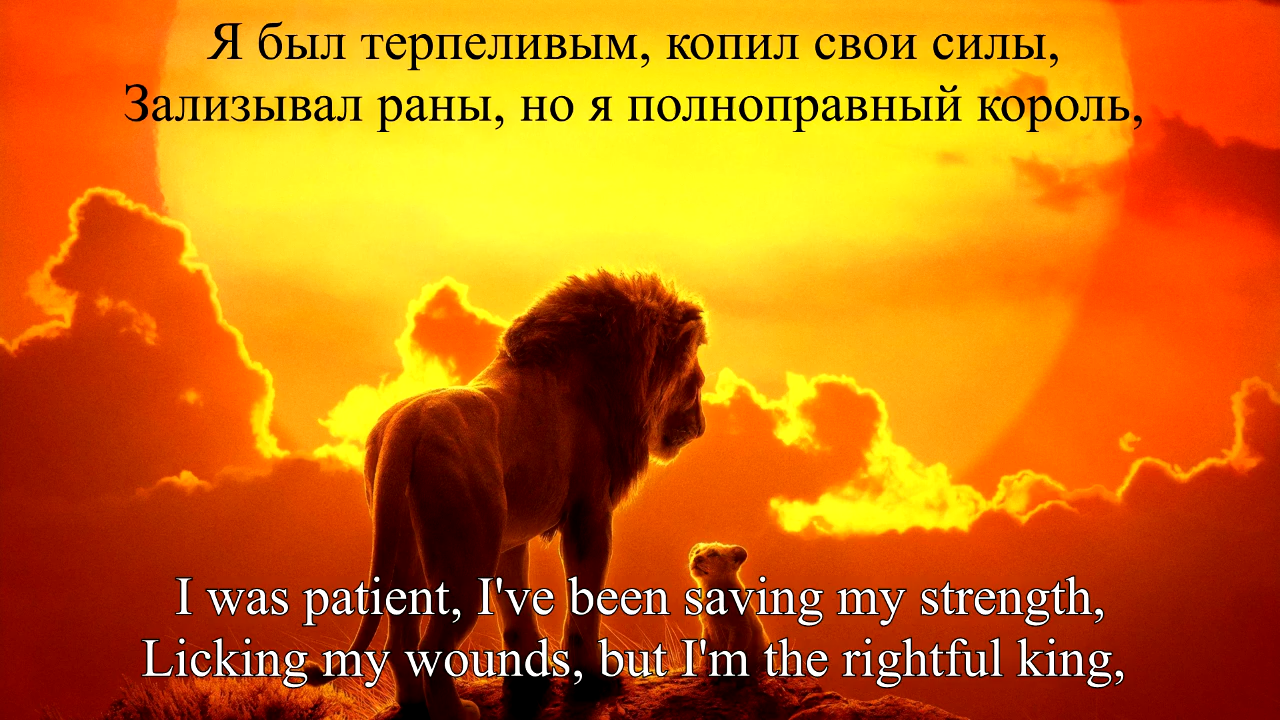 Я был терпеливым, копил свои силы,
Зализывал раны, но я полноправный король,
I was patient, I've been saving my strength,
Licking my wounds, but I'm the rightful king,